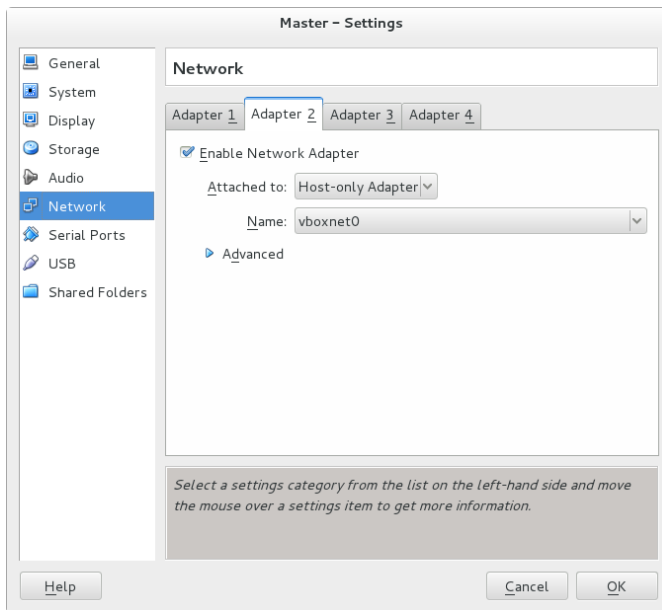 Master – Settings
General
System
Display
Storage
Audio
Network
Serial Ports
USB
Shared Folders
Network
Adapter 1 Adapter 2 Adapter 3 Adapter 4
Enable Network Adapter
Attached to: Host-only Adapter
Name: vboxnet0
Advanced
Select a settings category from the list on the left-hand side and move
the mouse over a settings item to get more information.
Help Cancel OK